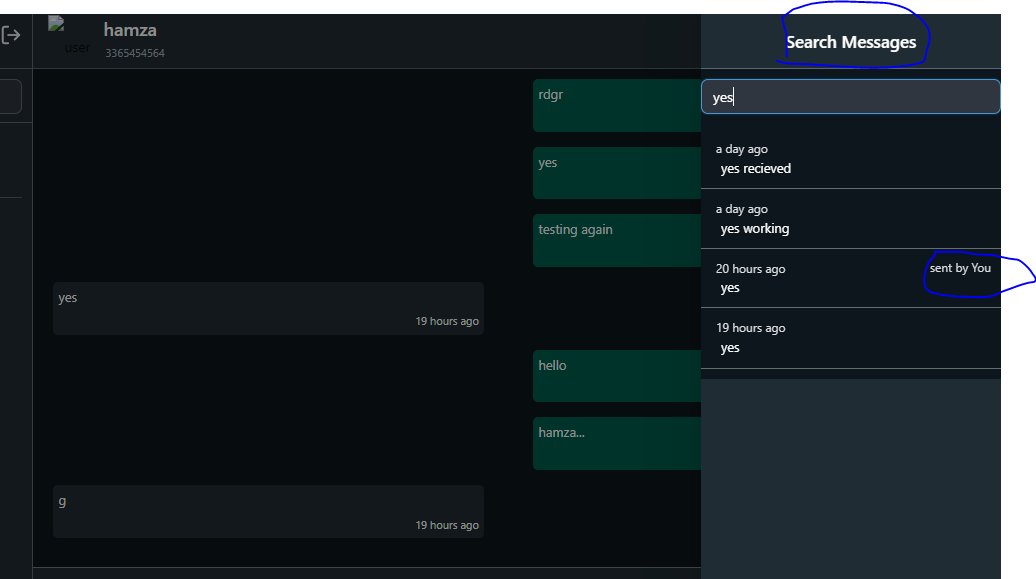 hamza
user
3365454564
Search Messages
yes
rdgr
yes
testing again
yes
19 hours ago
hello
hamza...
g
19 hours ago
a day ago
yes recieved
a day ago
yes working
20 hours ago
sent by You
yes
19 hours ago
yes